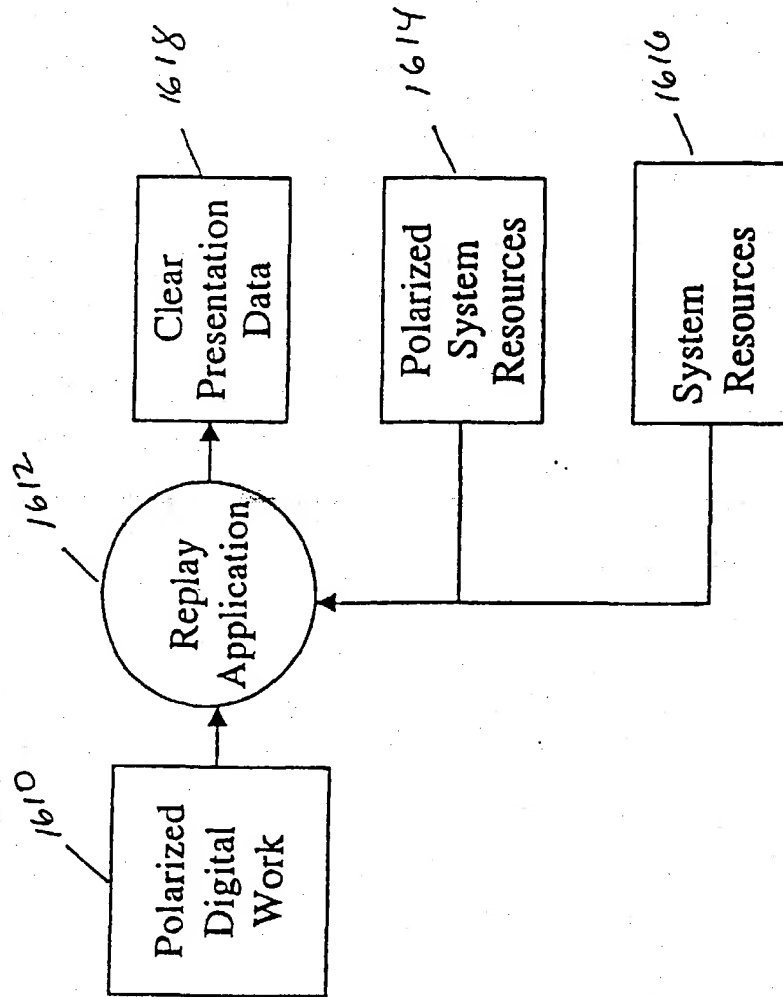 1610
Polarized
Digital
Work
1612
Replay
Application
1618
Clear
Presentation
Data
1614
Polarized
System
Resources
1616
System
Resources